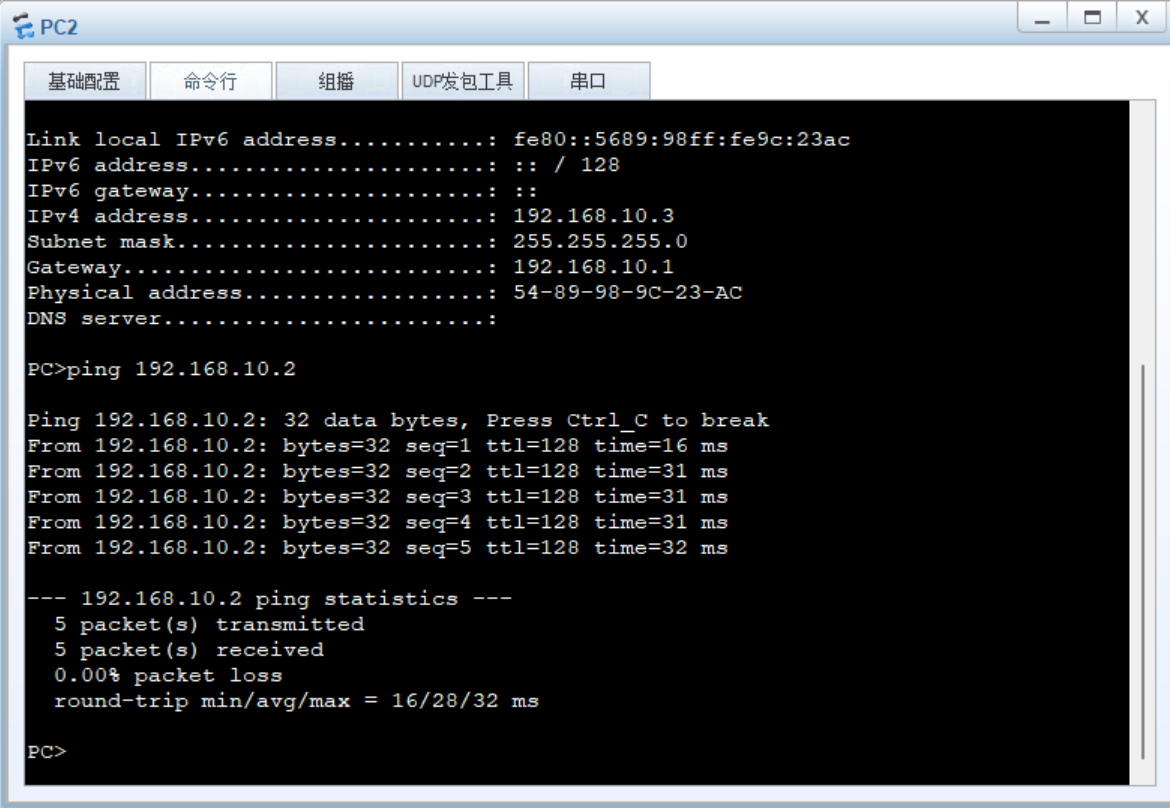 PC2
X
基础配置 命令行 组播 UDP发包工具 串口
Link local IPv6 address...........: fe80::5689:98ff:fe9c:23ac
IPv6 address......................: :: / 128
IPv6 gateway......................: ::
IPv4 address......................: 192.168.10.3
Subnet mask.......................: 255.255.255.0
Gateway...........................: 192.168.10.1
Physical address..................: 54-89-98-9C-23-AC
DNS server........................:
PC>ping 192.168.10.2
Ping 192.168.10.2: 32 data bytes, Press Ctrl_C to break
From 192.168.10.2: bytes=32 seq=1 ttl=128 time=16 ms
From 192.168.10.2: bytes=32 seq=2 ttl=128 time=31 ms
From 192.168.10.2: bytes=32 seq=3 ttl=128 time=31 ms
From 192.168.10.2: bytes=32 seq=4 ttl=128 time=31 ms
From 192.168.10.2: bytes=32 seq=5 ttl=128 time=32 ms
--- 192.168.10.2 ping statistics ---
5 packet(s) transmitted
5 packet(s) received
0.00% packet loss
round-trip min/avg/max = 16/28/32 ms
PC>